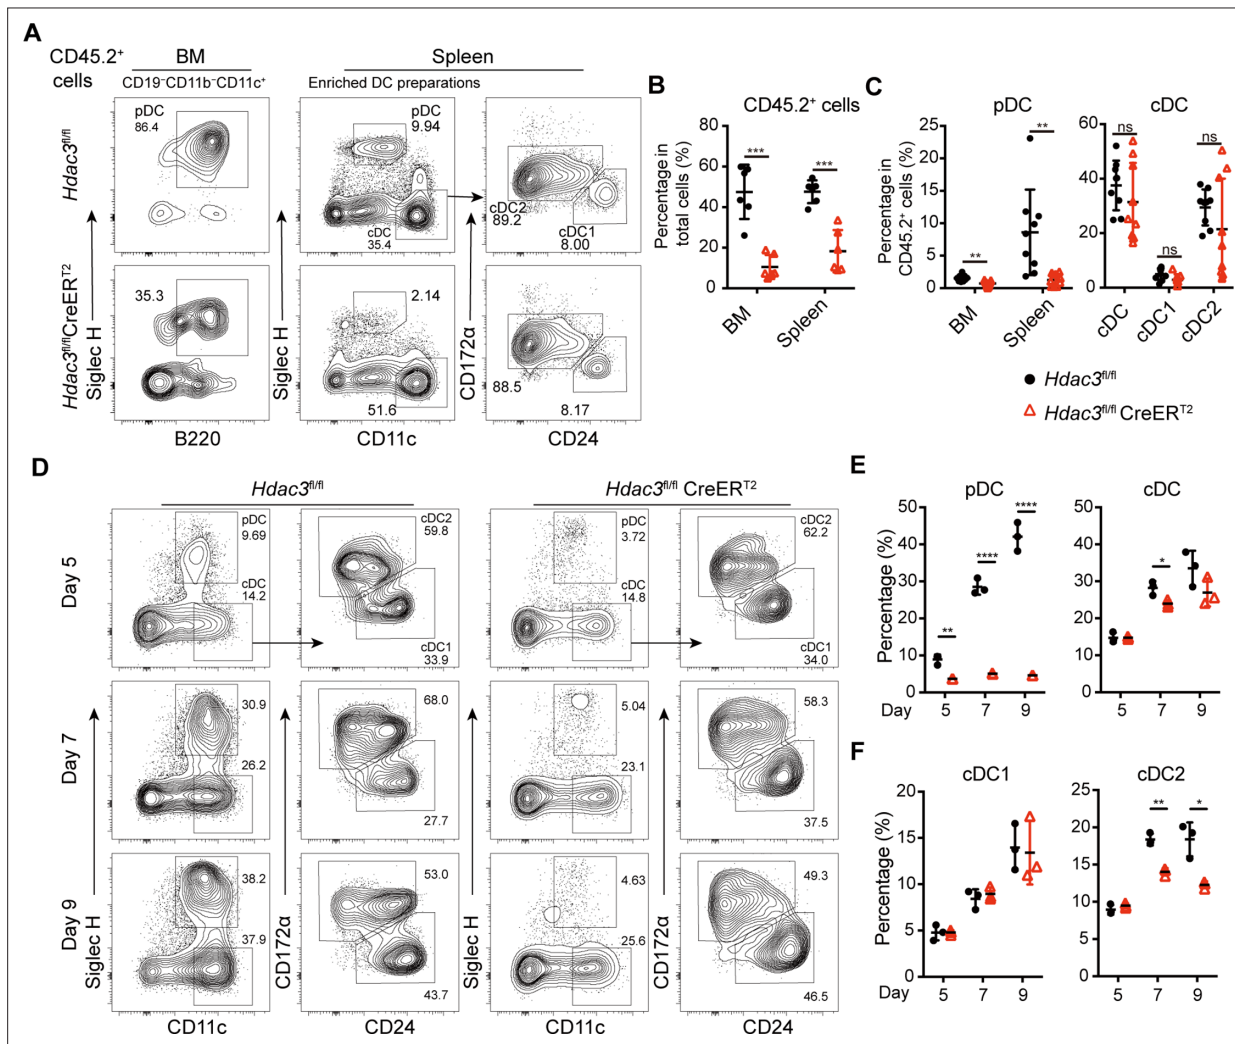 A
CD45.2⁺ cells
BM
CD19⁻CD11b⁻CD11c⁺
Spleen
Enriched DC preparations
Hdac3fl/fl
Hdac3fl/flCreERT2
pDC
86.4
pDC
9.94
cDC
35.4
cDC2
89.2
cDC1
8.00
35.3
2.14
51.6
88.5
8.17
Siglec H
Siglec H
CD172α
B220
CD11c
CD24
B
CD45.2⁺ cells
Percentage in
total cells (%)
80
60
40
20
0
***
***
BM
Spleen
C
pDC
Percentage in
CD45.2⁺ cells (%)
25
20
15
10
5
0
**
**
BM
Spleen
cDC
60
40
20
0
ns
ns
ns
cDC
cDC1
cDC2
Hdac3fl/fl
Hdac3fl/fl CreERT2
D
Hdac3fl/fl
Hdac3fl/fl CreERT2
Day 5
pDC
9.69
cDC
14.2
cDC2
59.8
cDC1
33.9
pDC
3.72
cDC
14.8
cDC2
62.2
cDC1
34.0
Day 7
30.9
26.2
68.0
27.7
5.04
23.1
58.3
37.5
Day 9
38.2
37.9
53.0
43.7
4.63
25.6
49.3
46.5
Siglec H
CD172α
Siglec H
CD172α
CD11c
CD24
CD11c
CD24
E
pDC
Percentage (%)
50
40
30
20
10
0
**
****
****
Day
5
7
9
cDC
50
40
30
20
10
0
*
5
7
9
F
cDC1
Percentage (%)
20
15
10
5
0
Day
5
7
9
cDC2
25
20
15
10
5
0
**
*
5
7
9